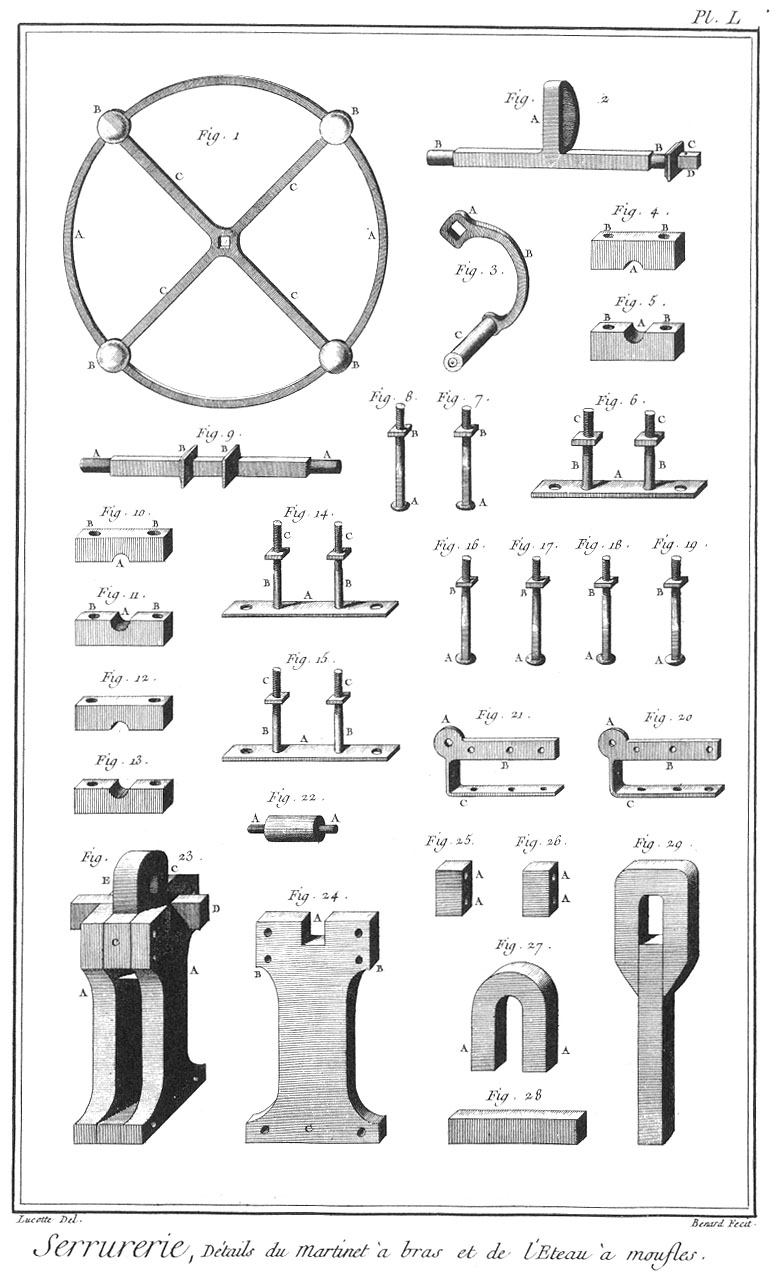 Pl. L
Fig. 1
B
B
C
C
A
A
C
C
B
B
Fig. 2
A
B
B
C
D
Fig. 3.
A
B
C
Fig. 4
B
B
A
Fig. 5.
B
A
B
Fig. 8.
B
A
Fig. 7.
B
A
Fig. 6.
C
C
B
A
B
Fig. 9.
A
B
B
A
Fig. 10.
B
B
A
Fig. 14
C
C
B
A
B
Fig. 11.
B
A
B
Fig. 16
B
A
Fig. 17.
B
A
Fig. 18.
B
A
Fig. 19.
B
A
Fig. 12.
Fig. 15
C
C
B
A
B
Fig. 13.
Fig. 21.
A
B
C
Fig. 20
A
B
C
Fig. 22
A
A
Fig. 23.
E
C
D
C
A
A
Fig. 24
A
B
B
C
Fig. 25.
A
A
Fig. 26.
A
A
Fig. 29
Fig. 27.
A
A
Fig. 28
Lucotte Del.
Benard Fecit.
Serrurerie, Détails du Martinet à bras et de l'Eteau à moufles.